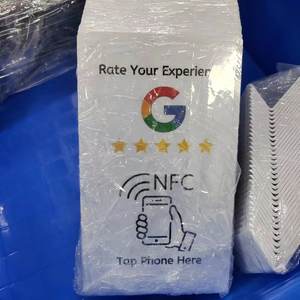 Rate Your Experien
G
NFC
Tap Phone Here